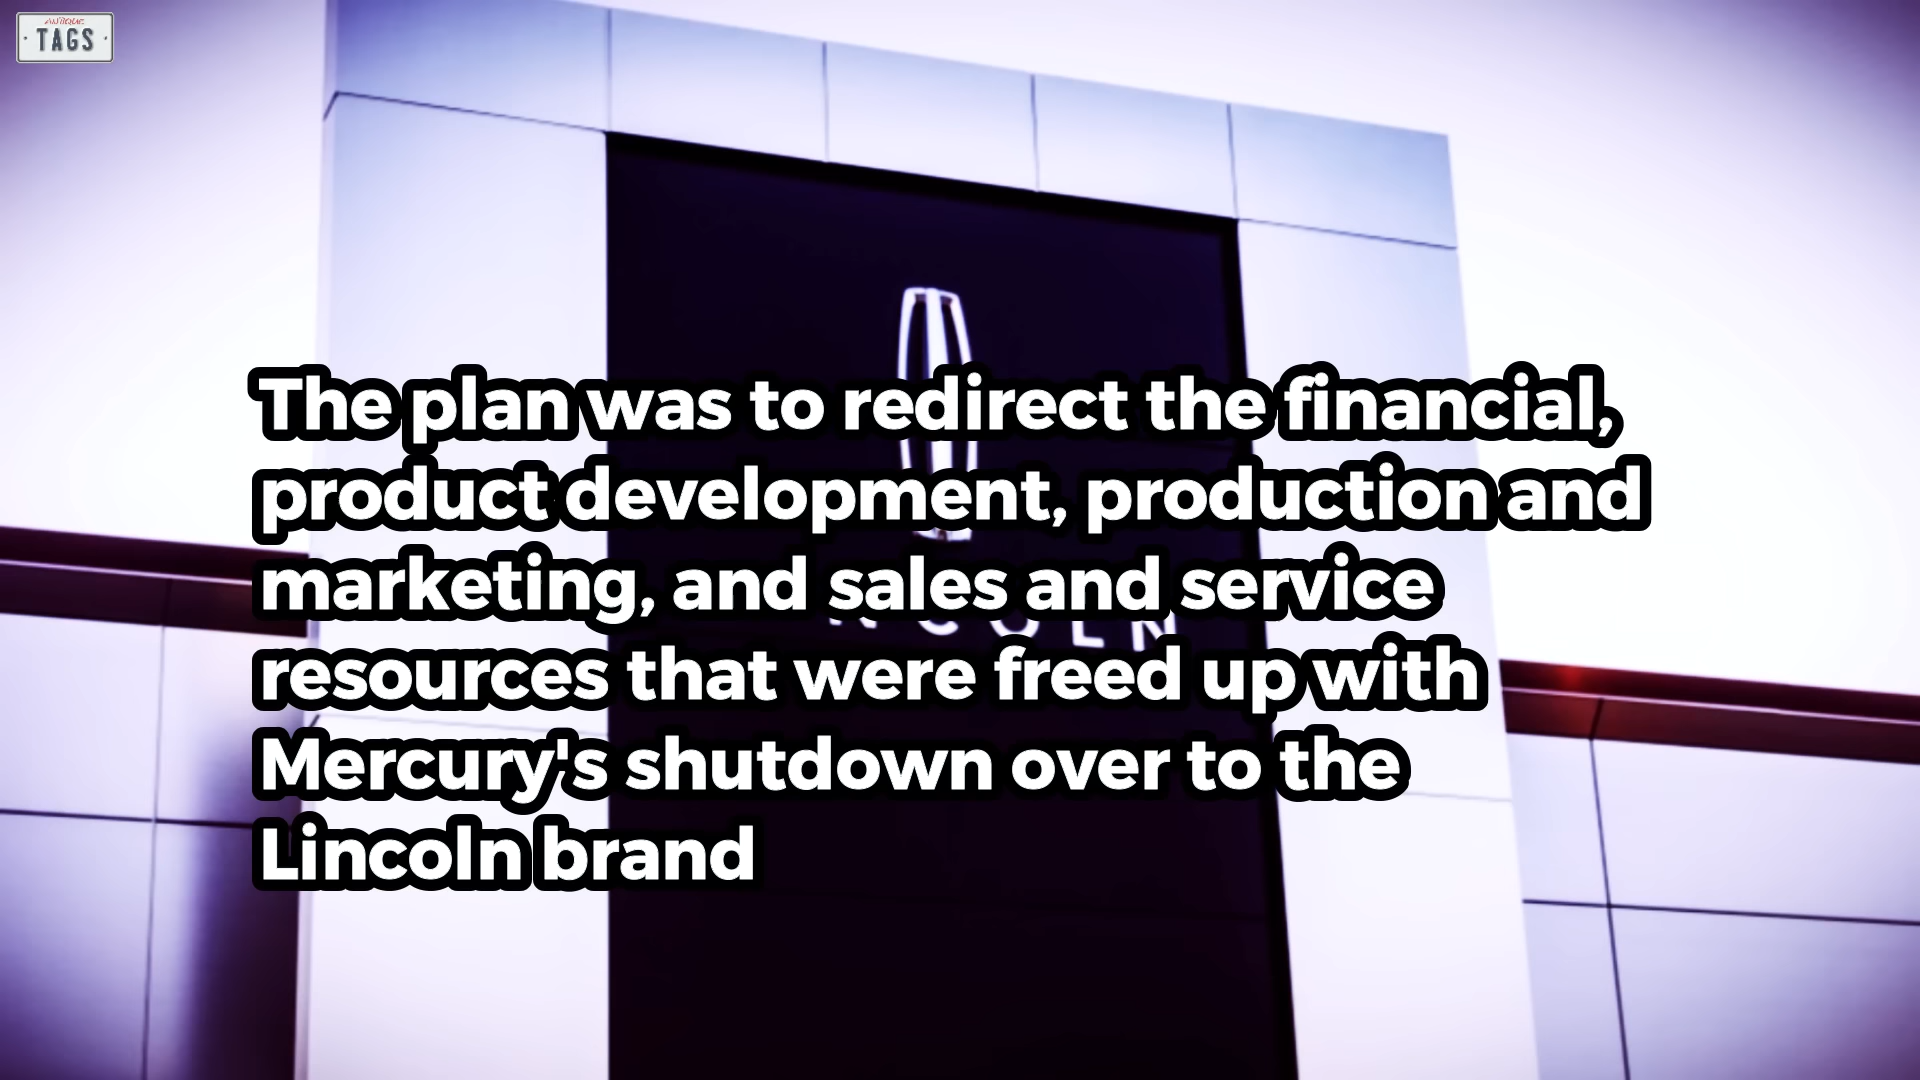 ANTIQUE
TAGS
The plan was to redirect the financial,
product development, production and
marketing, and sales and service
resources that were freed up with
Mercury's shutdown over to the
Lincoln brand